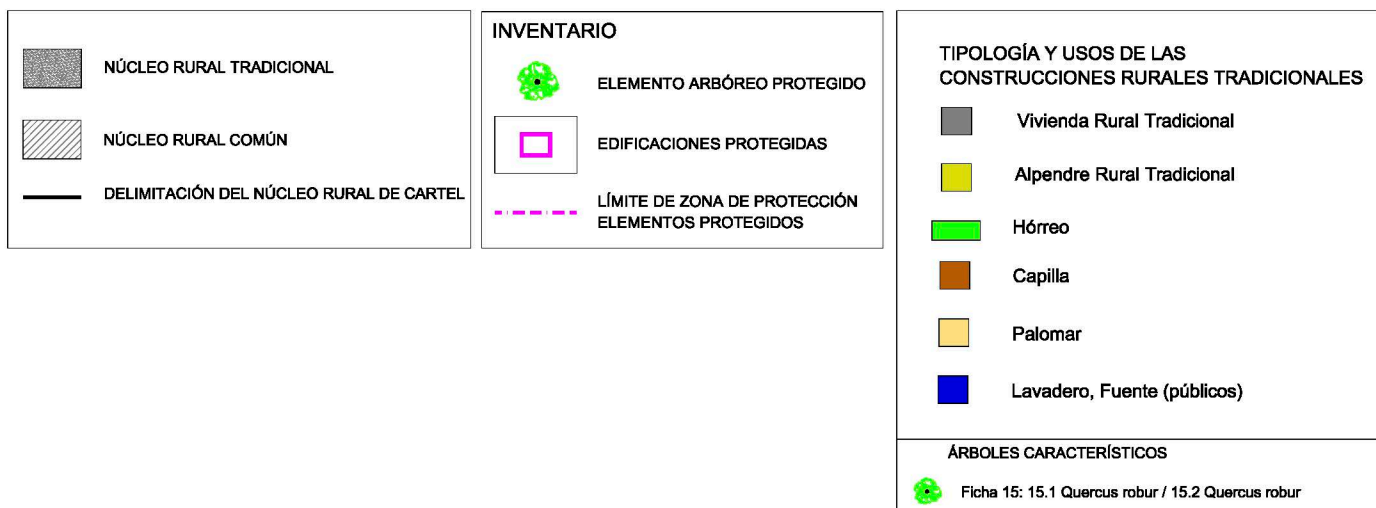 NÚCLEO RURAL TRADICIONAL
NÚCLEO RURAL COMÚN
DELIMITACIÓN DEL NÚCLEO RURAL DE CARTEL
INVENTARIO
ELEMENTO ARBÓREO PROTEGIDO
EDIFICACIONES PROTEGIDAS
LÍMITE DE ZONA DE PROTECCIÓN
ELEMENTOS PROTEGIDOS
TIPOLOGÍA Y USOS DE LAS
CONSTRUCCIONES RURALES TRADICIONALES
Vivienda Rural Tradicional
Alpendre Rural Tradicional
Hórreo
Capilla
Palomar
Lavadero, Fuente (públicos)
ÁRBOLES CARACTERÍSTICOS
Ficha 15: 15.1 Quercus robur / 15.2 Quercus robur